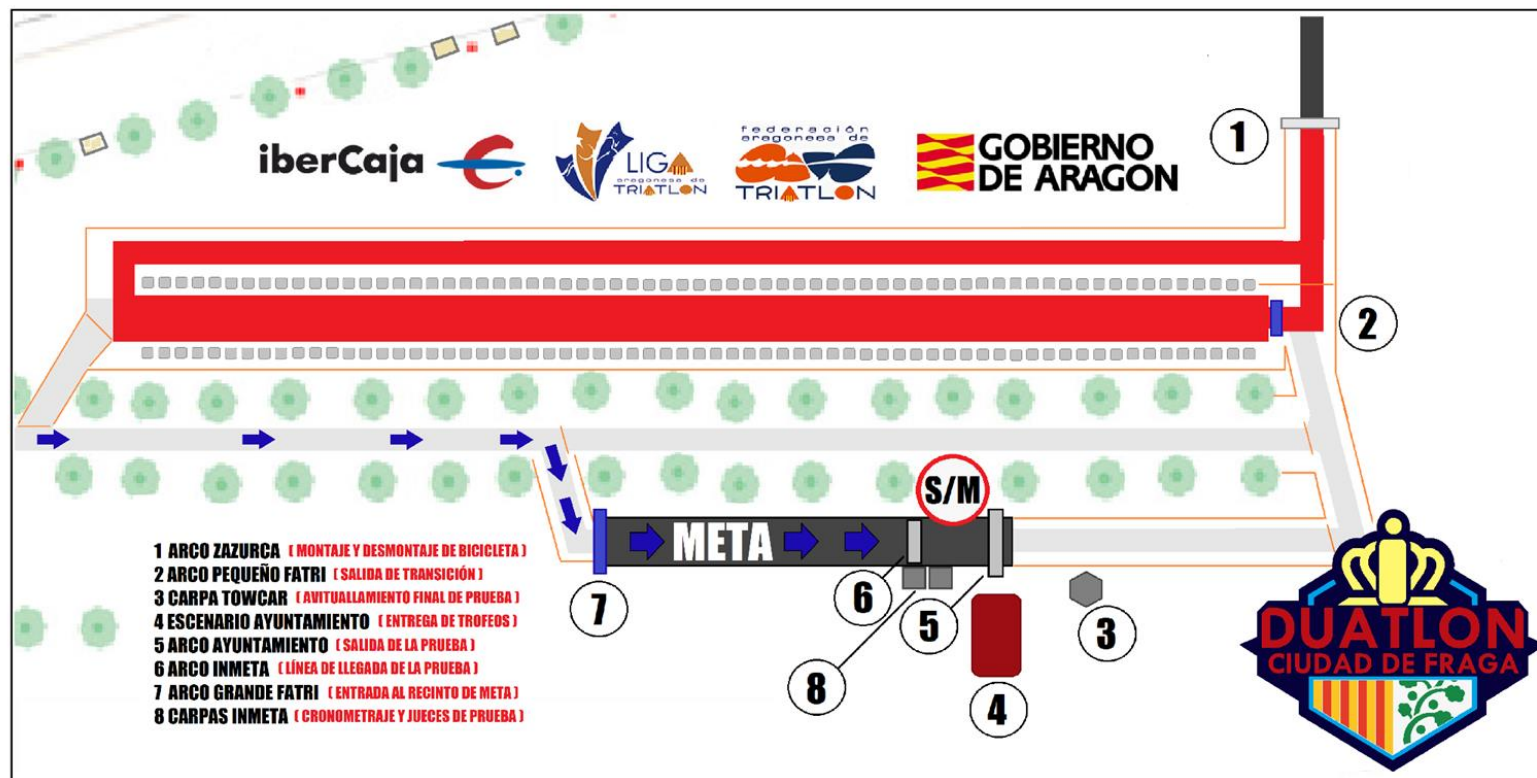 1
iberCaja
LIGA
aragonesa de
TRIATLON
federación
aragonesa de
TRIATLON
GOBIERNO
DE ARAGON
2
S/M
META
1 ARCO ZAZURCA ( MONTAJE Y DESMONTAJE DE BICICLETA )
2 ARCO PEQUEÑO FATRI ( SALIDA DE TRANSICIÓN )
3 CARPA TOWCAR ( AVITUALLAMIENTO FINAL DE PRUEBA )
4 ESCENARIO AYUNTAMIENTO ( ENTREGA DE TROFEOS )
5 ARCO AYUNTAMIENTO ( SALIDA DE LA PRUEBA )
6 ARCO INMETA ( LÍNEA DE LLEGADA DE LA PRUEBA )
7 ARCO GRANDE FATRI ( ENTRADA AL RECINTO DE META )
8 CARPAS INMETA ( CRONOMETRAJE Y JUECES DE PRUEBA )
7
6
5
3
8
4
DUATLON
CIUDAD DE FRAGA